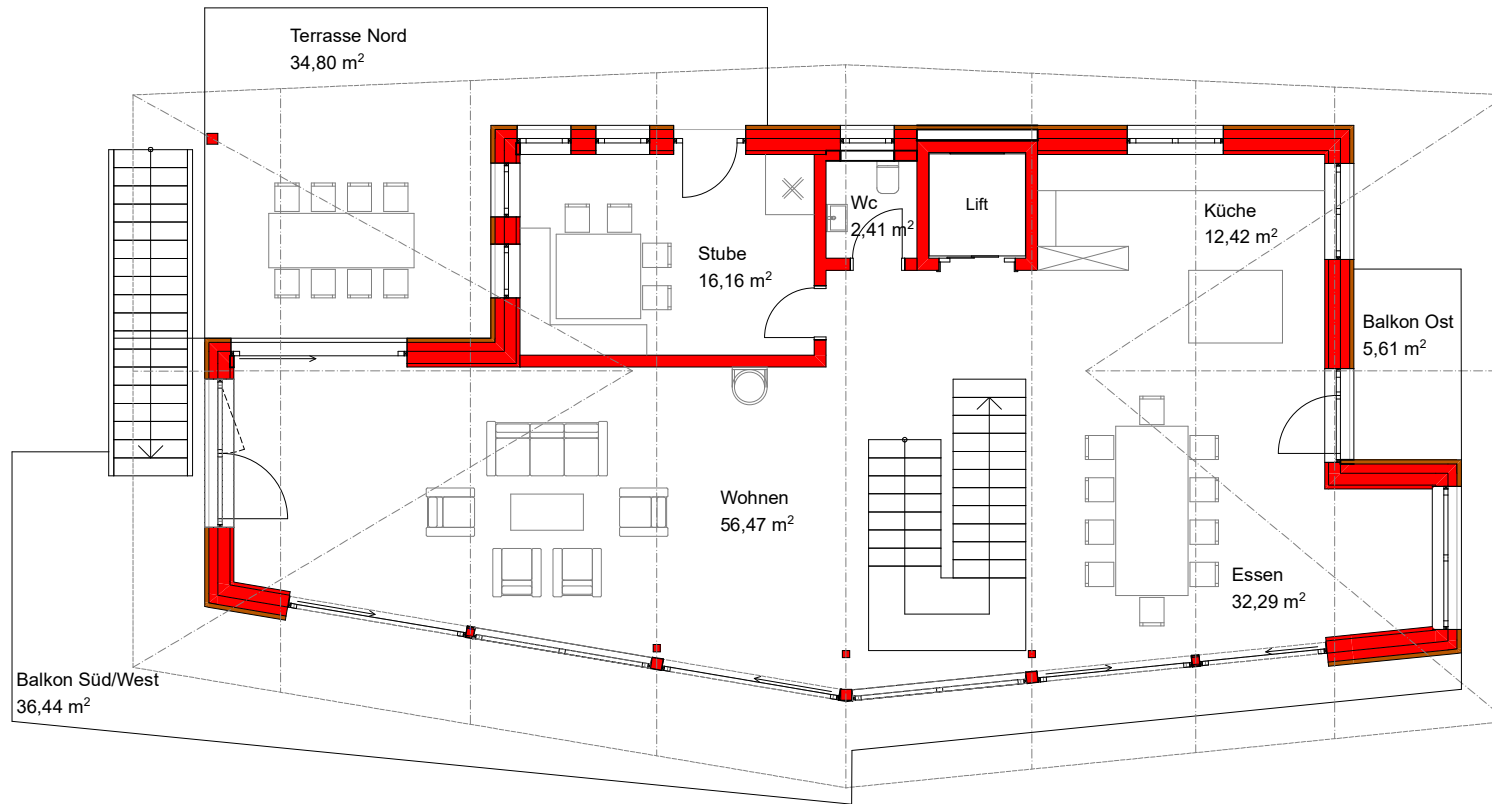 Terrasse Nord
34,80 m²
Wc
2,41 m²
Lift
Küche
12,42 m²
Stube
16,16 m²
Balkon Ost
5,61 m²
Wohnen
56,47 m²
Essen
32,29 m²
Balkon Süd/West
36,44 m²